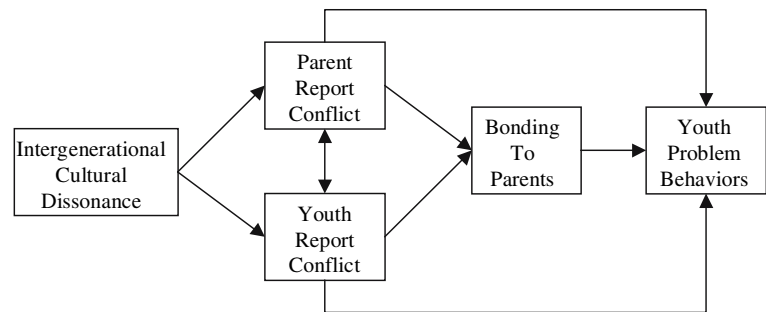 Intergenerational
Cultural
Dissonance
Parent
Report
Conflict
Youth
Report
Conflict
Bonding
To
Parents
Youth
Problem
Behaviors